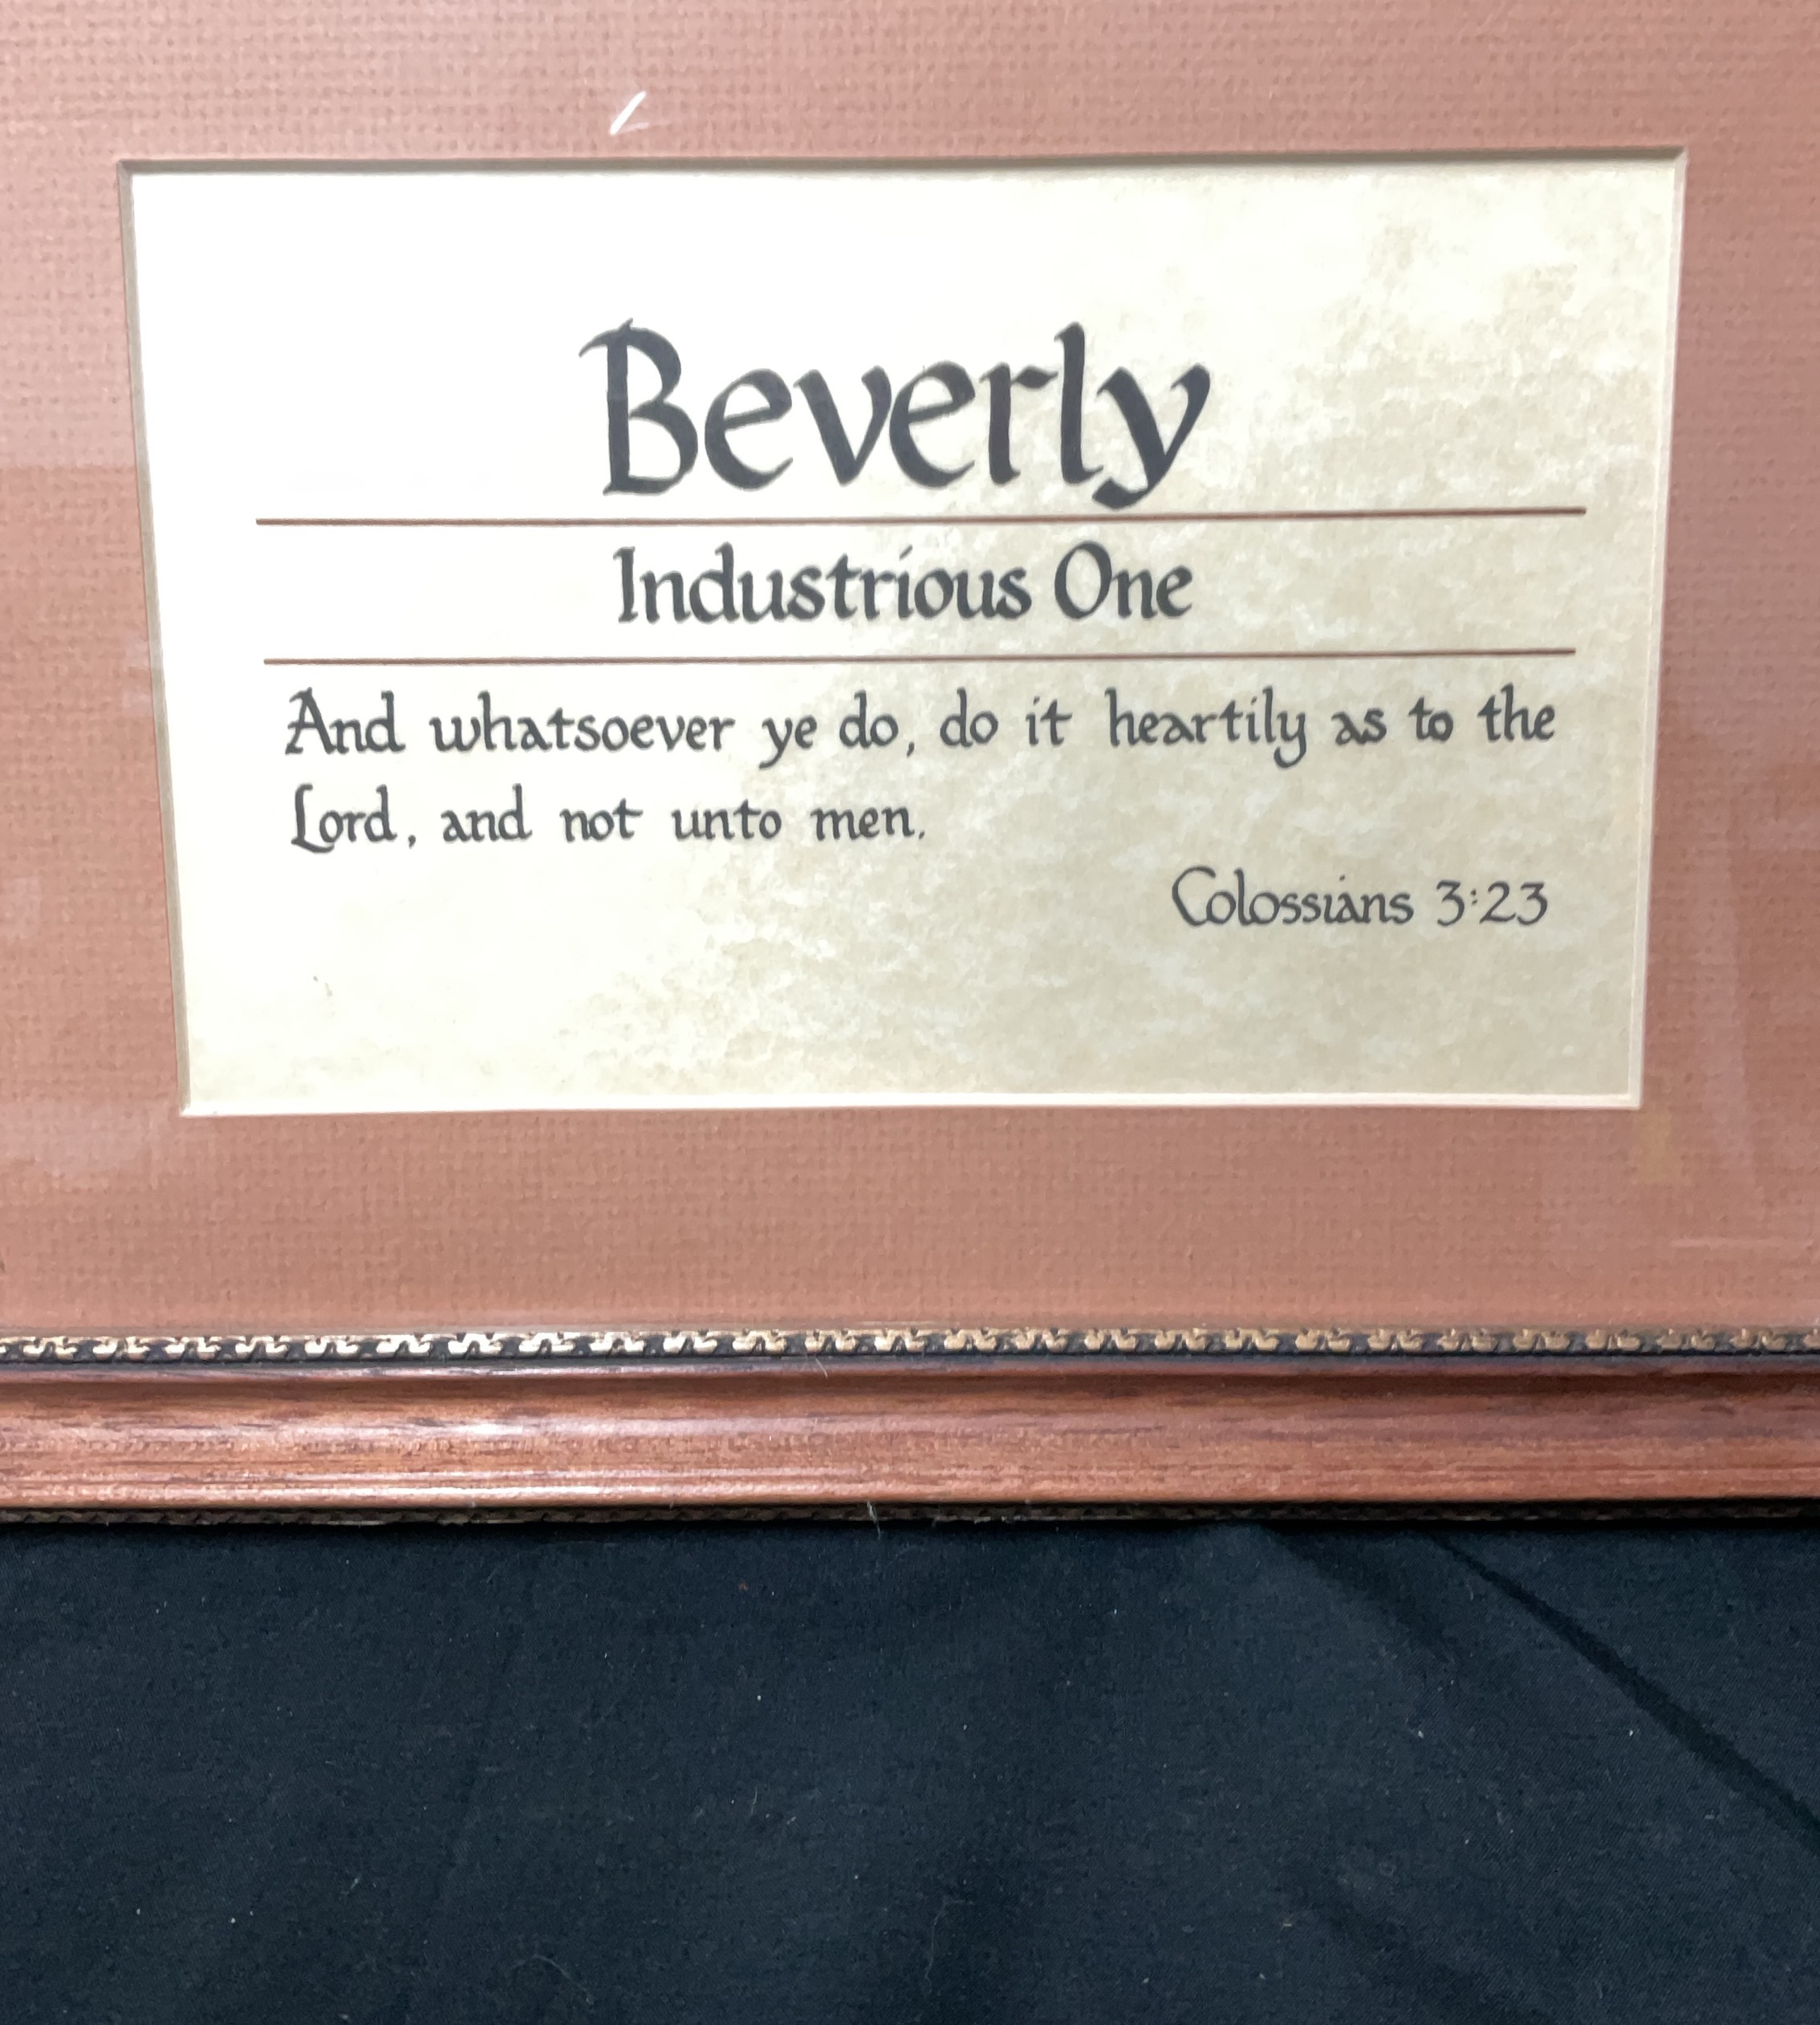 Beverly
Industrious One
And whatsoever ye do, do it heartily as to the
Lord, and not unto men.
Colossians 3:23